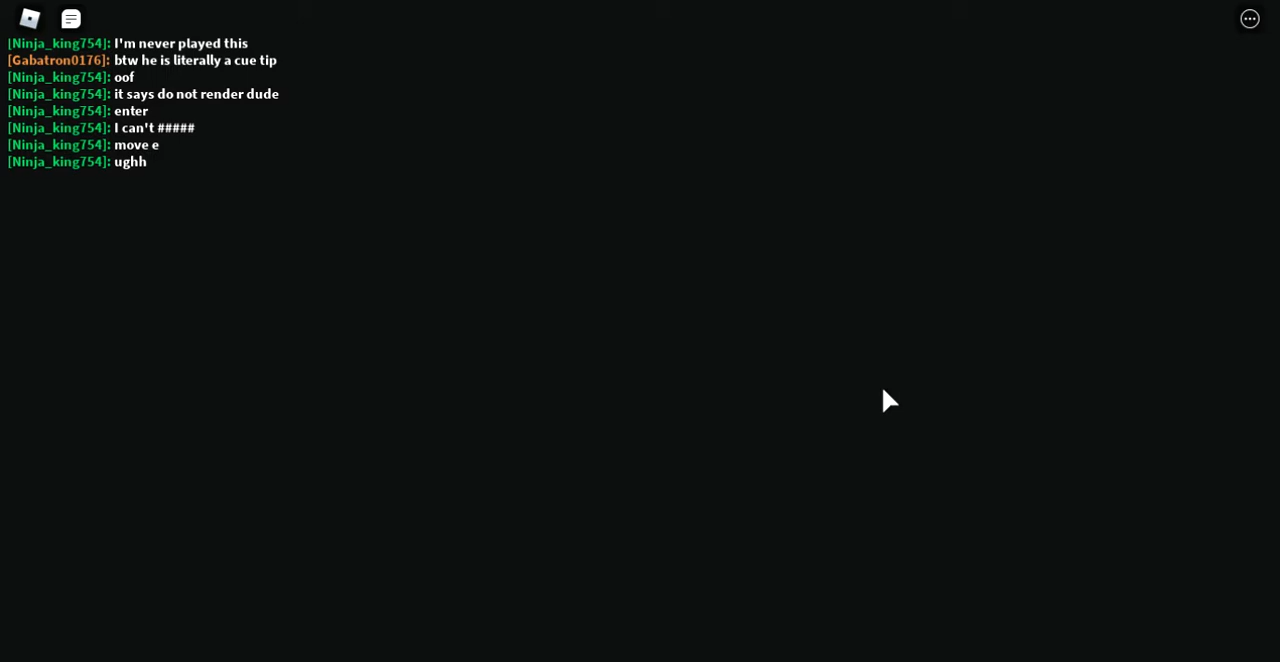 [Ninja_king754]: I'm never played this
[Gabatron0176]: btw he is literally a cue tip
[Ninja_king754]: oof
[Ninja_king754]: it says do not render dude
[Ninja_king754]: enter
[Ninja_king754]: I can't #####
[Ninja_king754]: move e
[Ninja_king754]: ughh